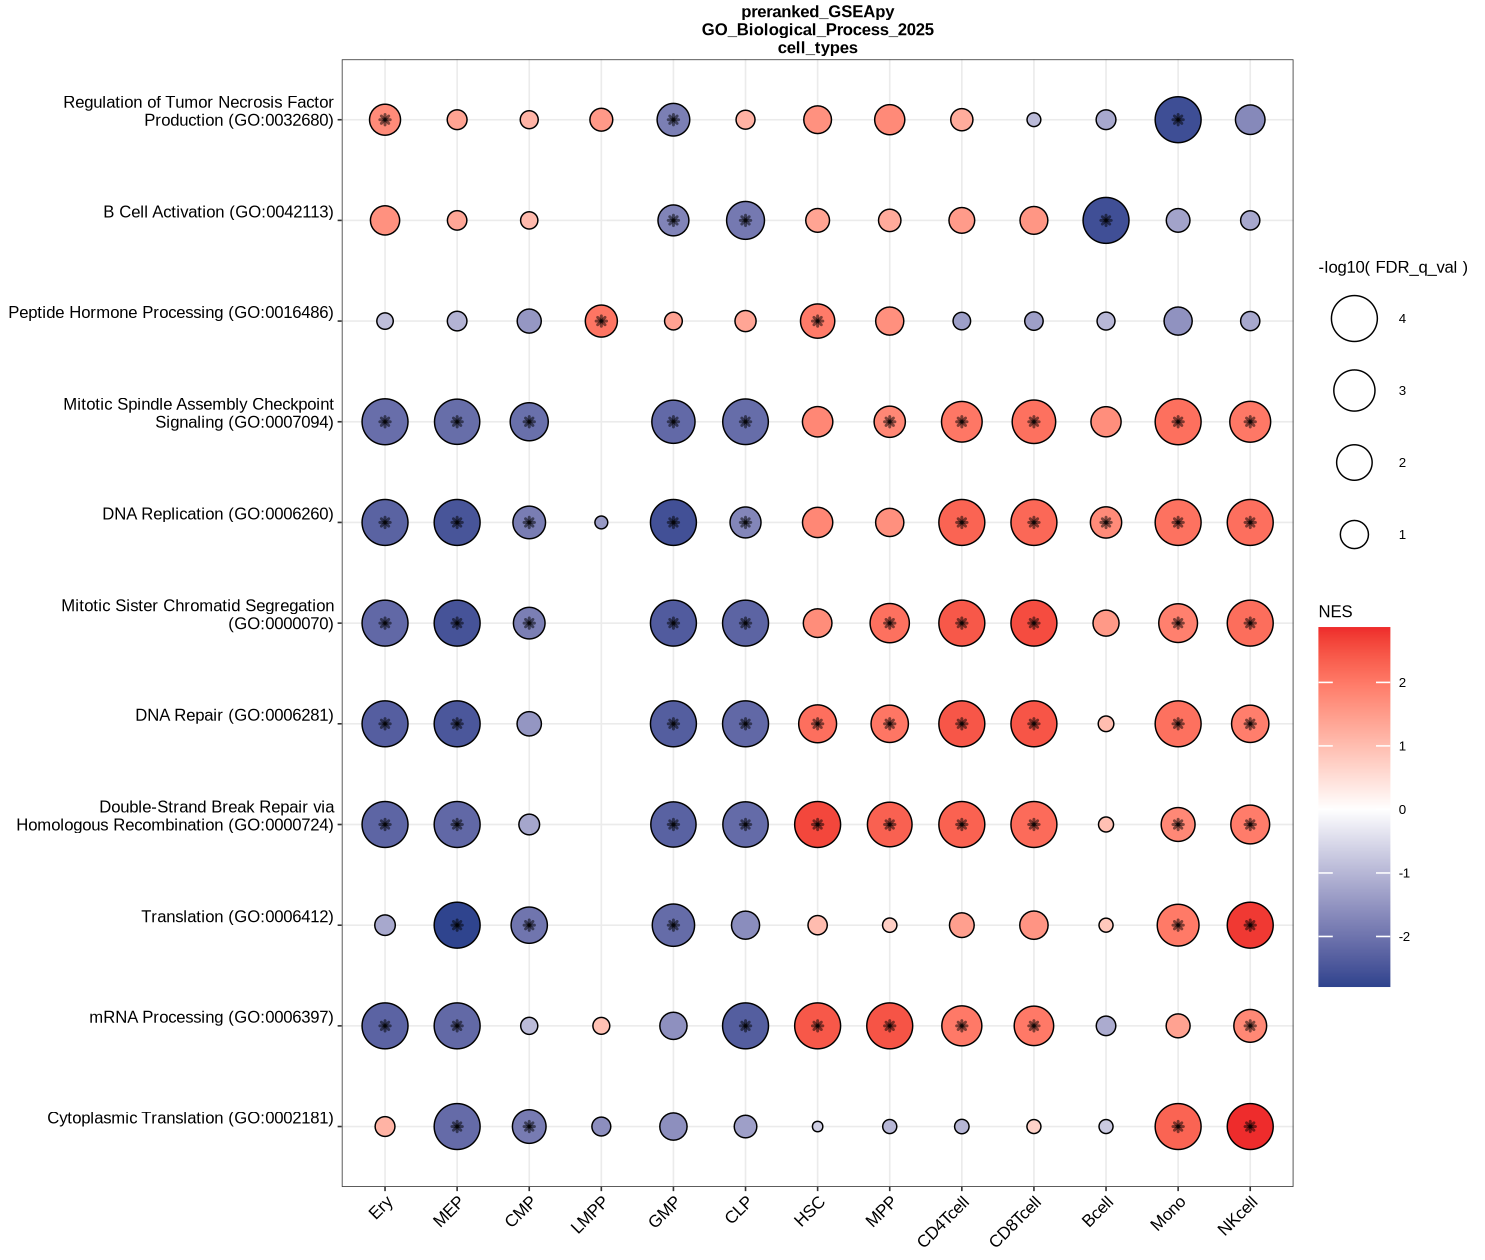 preranked_GSEApy
GO_Biological_Process_2025
cell_types
Regulation of Tumor Necrosis Factor
Production (GO:0032680)
B Cell Activation (GO:0042113)
Peptide Hormone Processing (GO:0016486)
Mitotic Spindle Assembly Checkpoint
Signaling (GO:0007094)
DNA Replication (GO:0006260)
Mitotic Sister Chromatid Segregation
(GO:0000070)
DNA Repair (GO:0006281)
Double-Strand Break Repair via
Homologous Recombination (GO:0000724)
Translation (GO:0006412)
mRNA Processing (GO:0006397)
Cytoplasmic Translation (GO:0002181)
Ery
MEP
CMP
LMPP
GMP
CLP
HSC
MPP
CD4Tcell
CD8Tcell
Bcell
Mono
NKcell
-log10( FDR_q_val )
4
3
2
1
NES
2
1
0
-1
-2